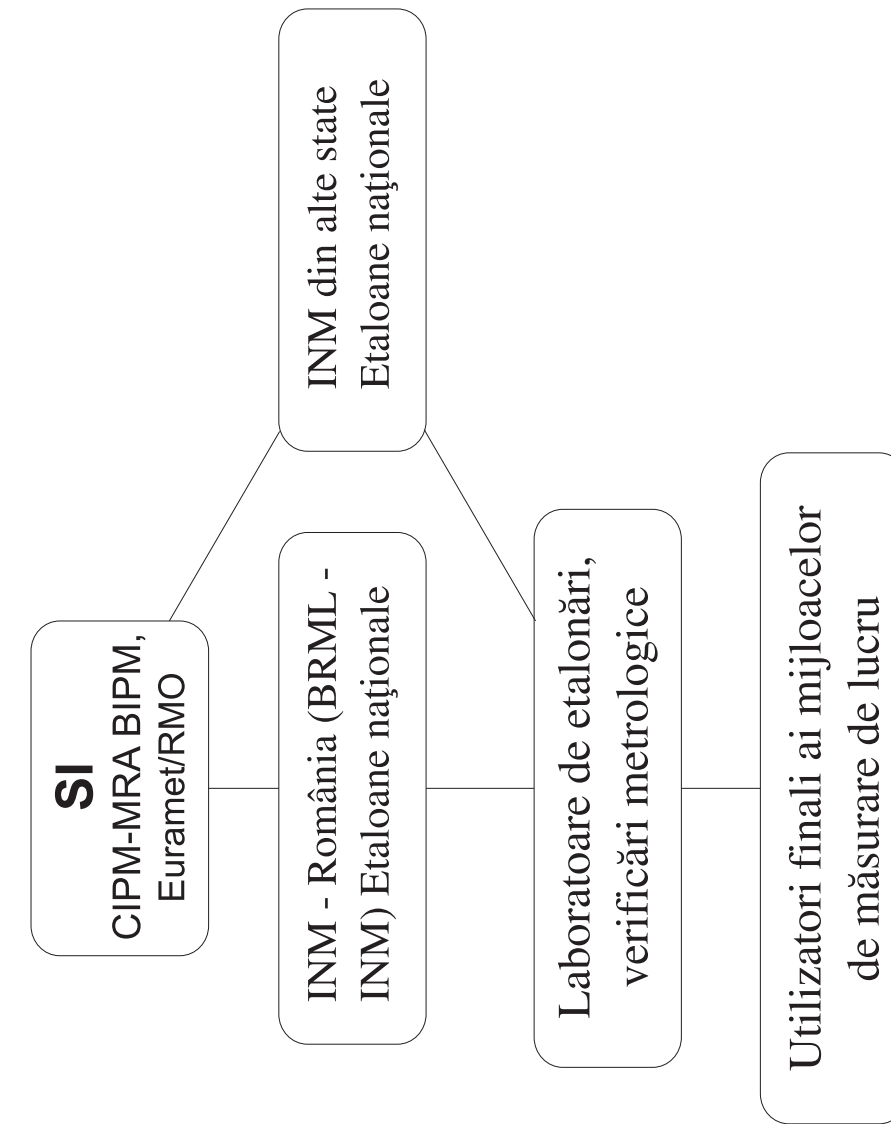 SI
CIPM-MRA BIPM,
Euramet/RMO
INM - România (BRML -
INM) Etaloane naţionale
INM din alte state
Etaloane naţionale
Laboratoare de etalonări,
verificări metrologice
Utilizatori finali ai mijloacelor
de măsurare de lucru